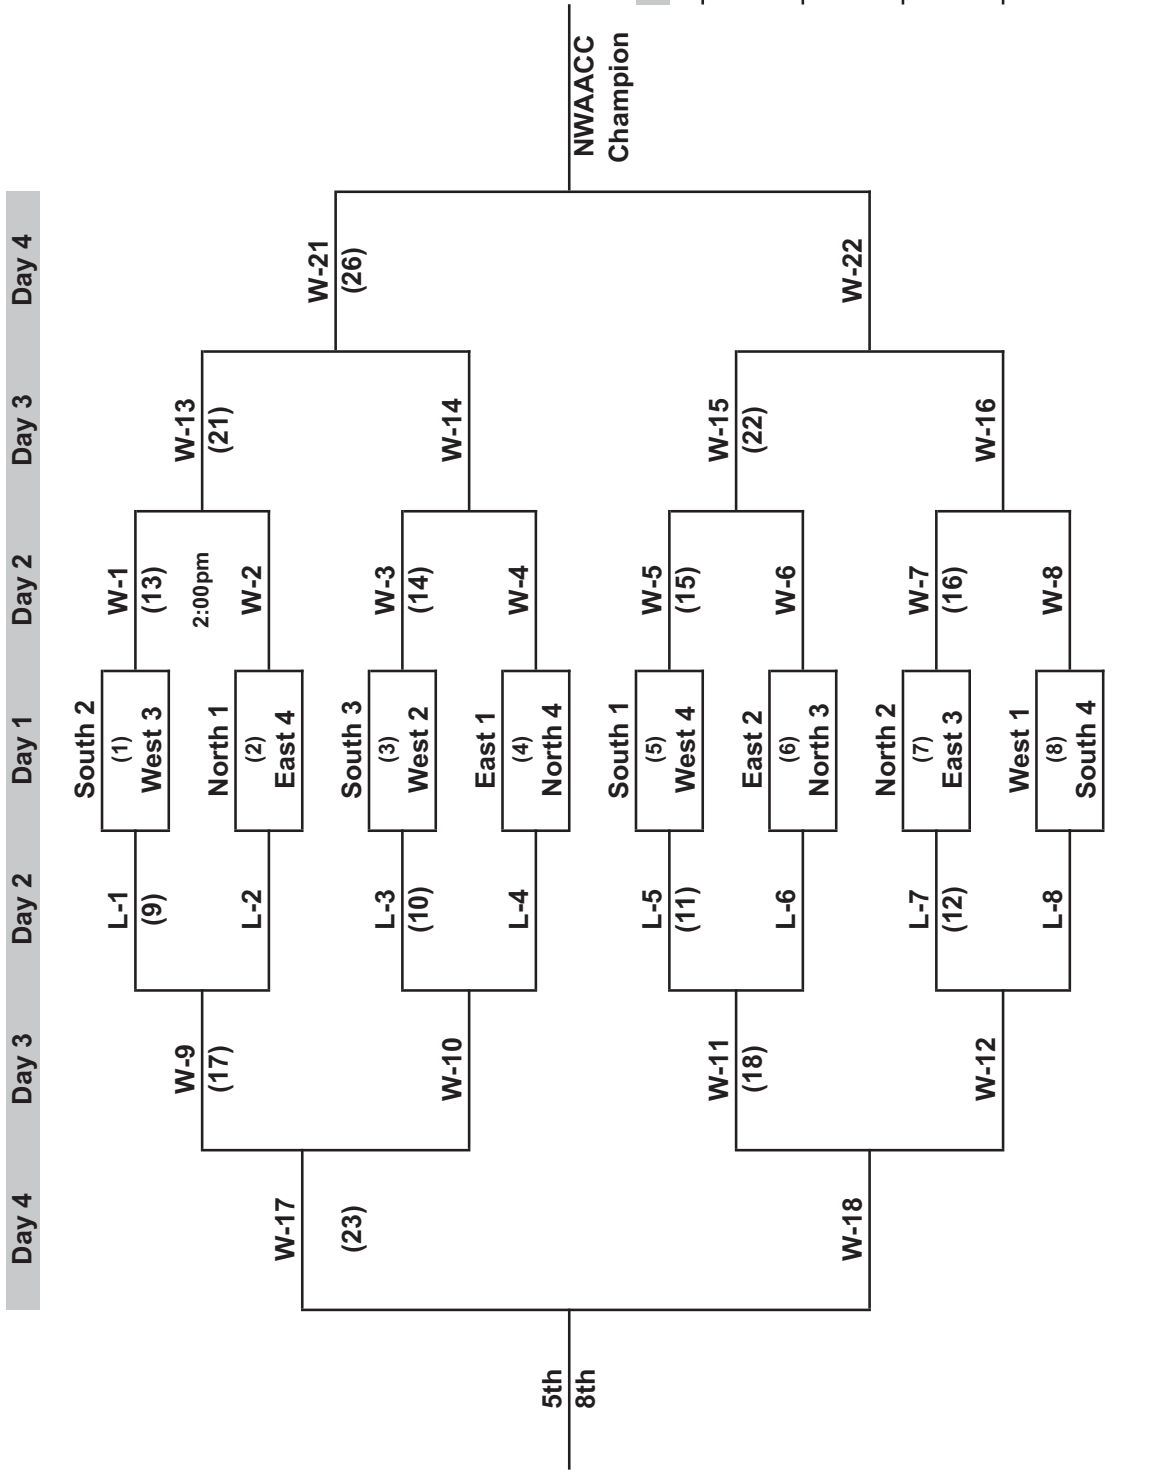 Day 4
Day 3
Day 2
Day 1
Day 2
Day 3
Day 4
South 2
(1)
West 3
North 1
(2)
East 4
South 3
(3)
West 2
East 1
(4)
North 4
South 1
(5)
West 4
East 2
(6)
North 3
North 2
(7)
East 3
West 1
(8)
South 4
L-1
(9)
L-2
L-3
(10)
L-4
L-5
(11)
L-6
L-7
(12)
L-8
W-9
(17)
W-10
W-11
(18)
W-12
W-17
(23)
W-18
5th
8th
W-1
(13)
2:00pm
W-2
W-3
(14)
W-4
W-5
(15)
W-6
W-7
(16)
W-8
W-13
(21)
W-14
W-15
(22)
W-16
W-21
(26)
W-22
NWAACC
Champion